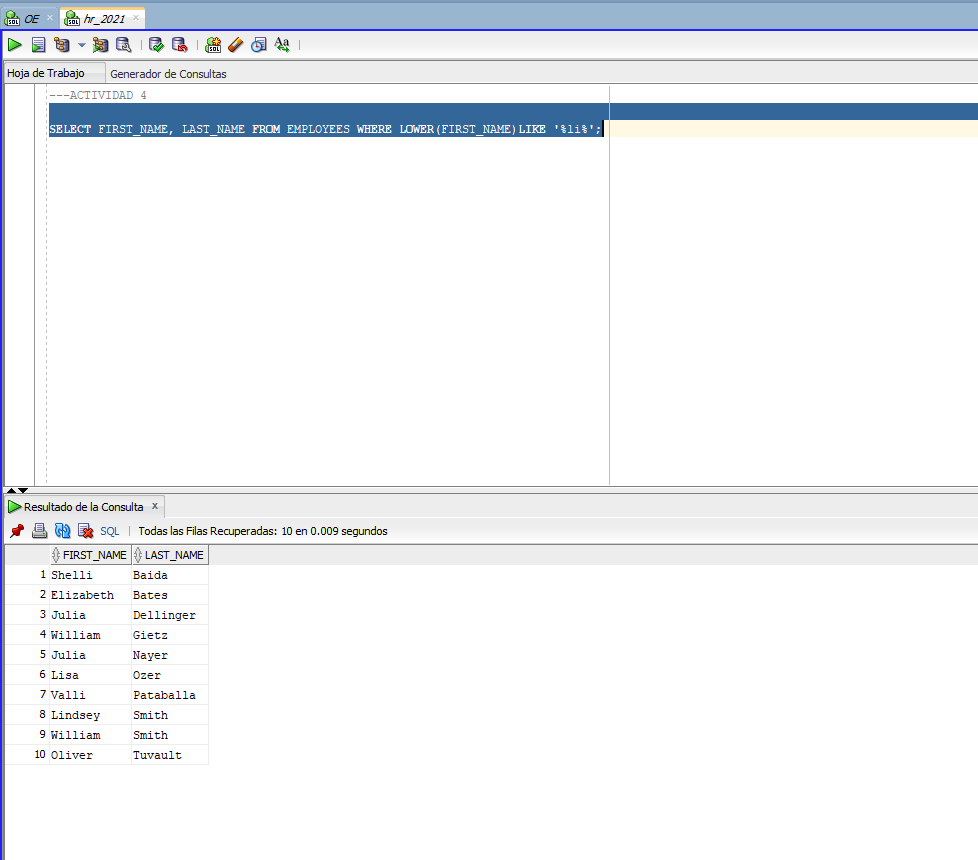 OE
hr_2021
Hoja de Trabajo Generador de Consultas
---ACTIVIDAD 4
SELECT FIRST_NAME, LAST_NAME FROM EMPLOYEES WHERE LOWER(FIRST_NAME)LIKE '%li%';
Resultado de la Consulta x
SQL | Todas las Filas Recuperadas: 10 en 0.009 segundos
FIRST_NAME LAST_NAME
1 Shelli Baida
2 Elizabeth Bates
3 Julia Dellinger
4 William Gietz
5 Julia Nayer
6 Lisa Ozer
7 Valli Pataballa
8 Lindsey Smith
9 William Smith
10 Oliver Tuvault